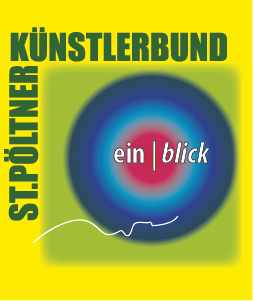 ST.PÖLTNER
KÜNSTLERBUND
ein | blick